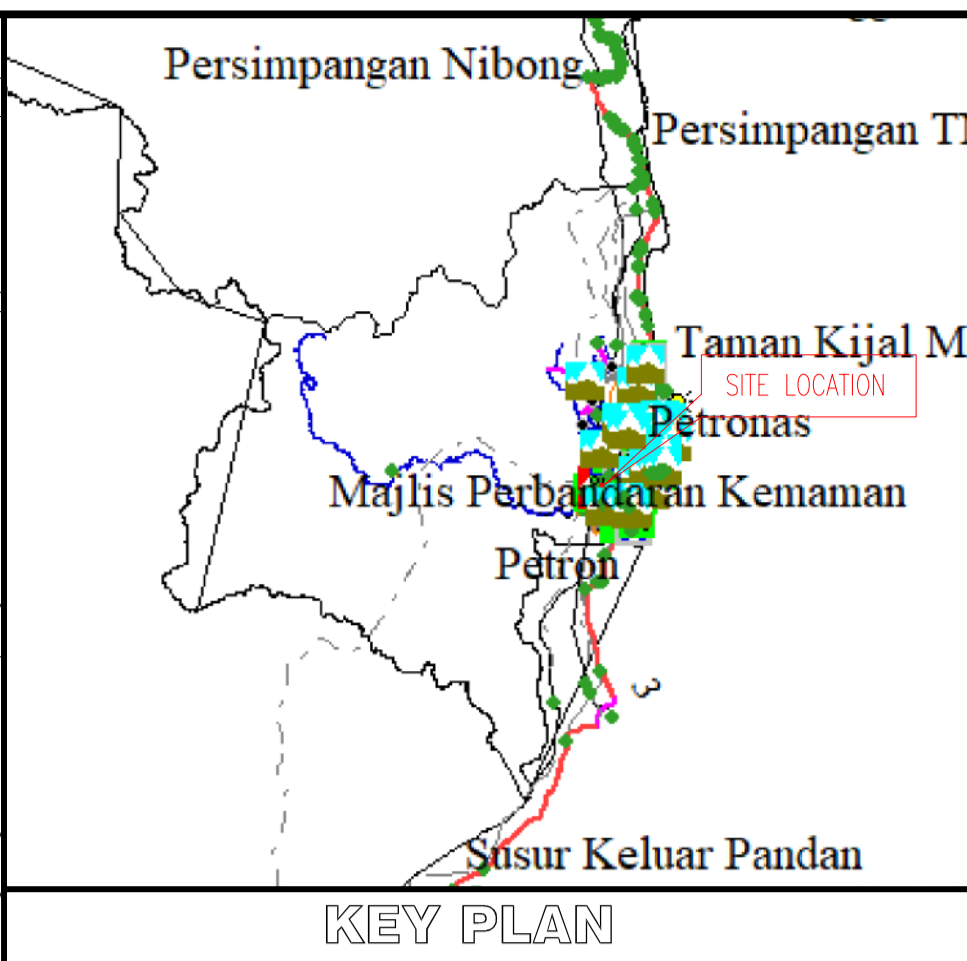 Persimpangan Nibong
Persimpangan
Taman Kijal M
SITE LOCATION
Petronas
Majlis Perbandaran Kemaman
Petron
3
Susur Keluar Pandan
KEY PLAN